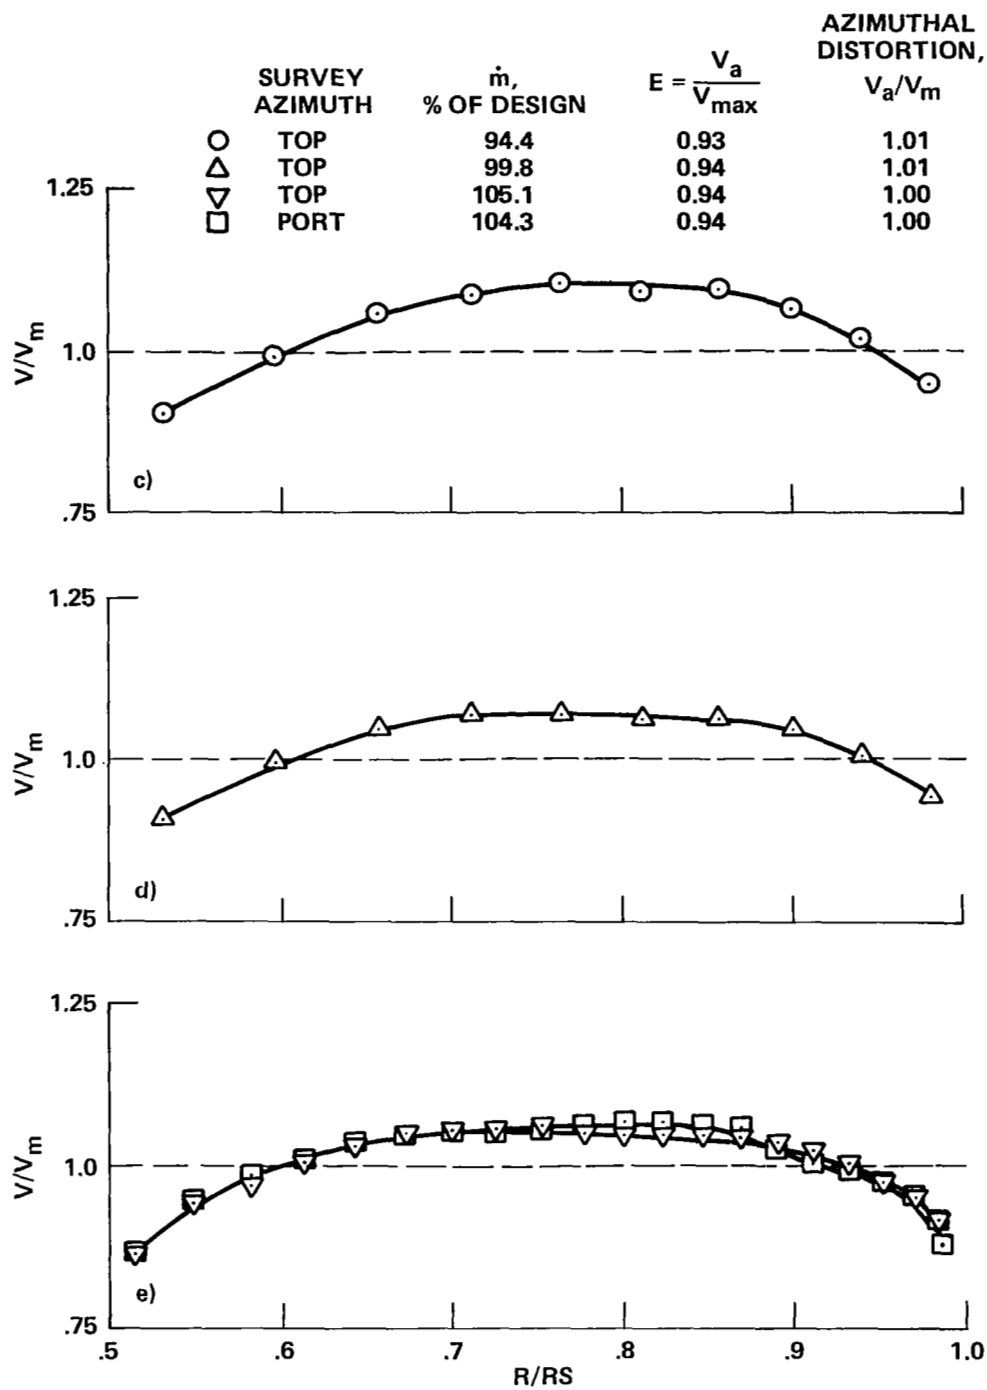 AZIMUTHAL
DISTORTION,
SURVEY AZIMUTH ṁ, % OF DESIGN E = Va/Vmax Va/Vm
○ TOP 94.4 0.93 1.01
△ TOP 99.8 0.94 1.01
▽ TOP 105.1 0.94 1.00
□ PORT 104.3 0.94 1.00
1.25
V/Vm
1.0
c)
.75
1.25
V/Vm
1.0
d)
.75
1.25
V/Vm
1.0
e)
.75
.5 .6 .7 .8 .9 1.0
R/RS